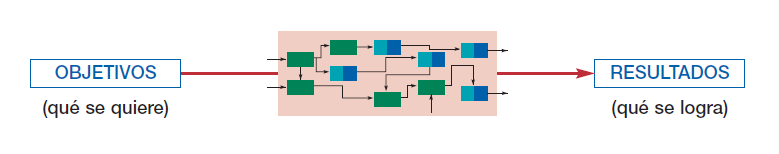 OBJETIVOS
(qué se quiere)
RESULTADOS
(qué se logra)